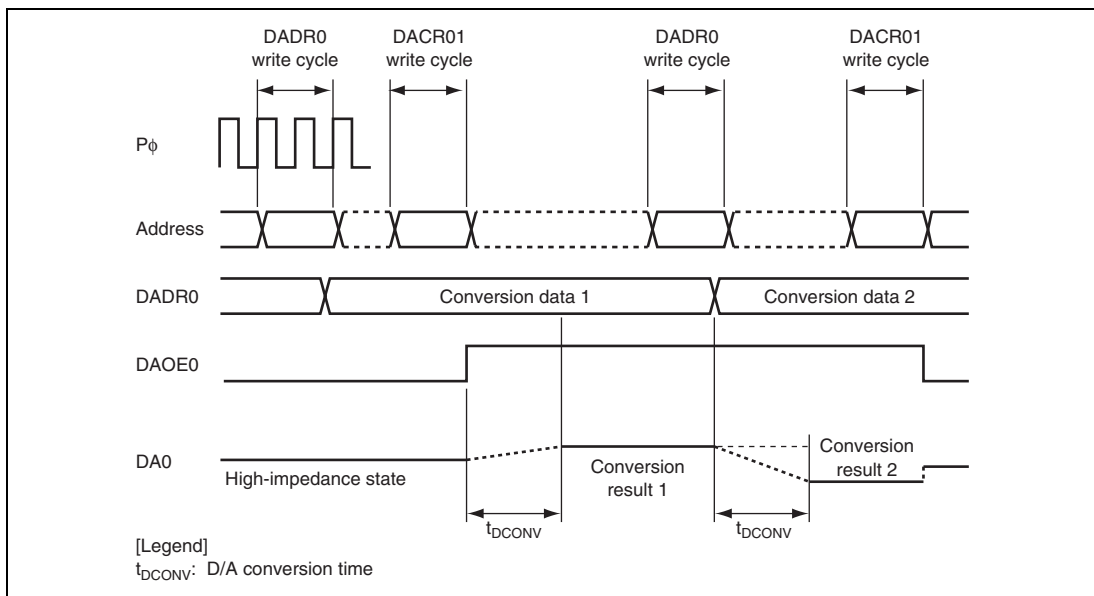 DADR0
write cycle
DACR01
write cycle
DADR0
write cycle
DACR01
write cycle
Pϕ
Address
DADR0
Conversion data 1
Conversion data 2
DAOE0
DA0
High-impedance state
Conversion
result 1
Conversion
result 2
tDCONV
tDCONV
[Legend]
tDCONV: D/A conversion time